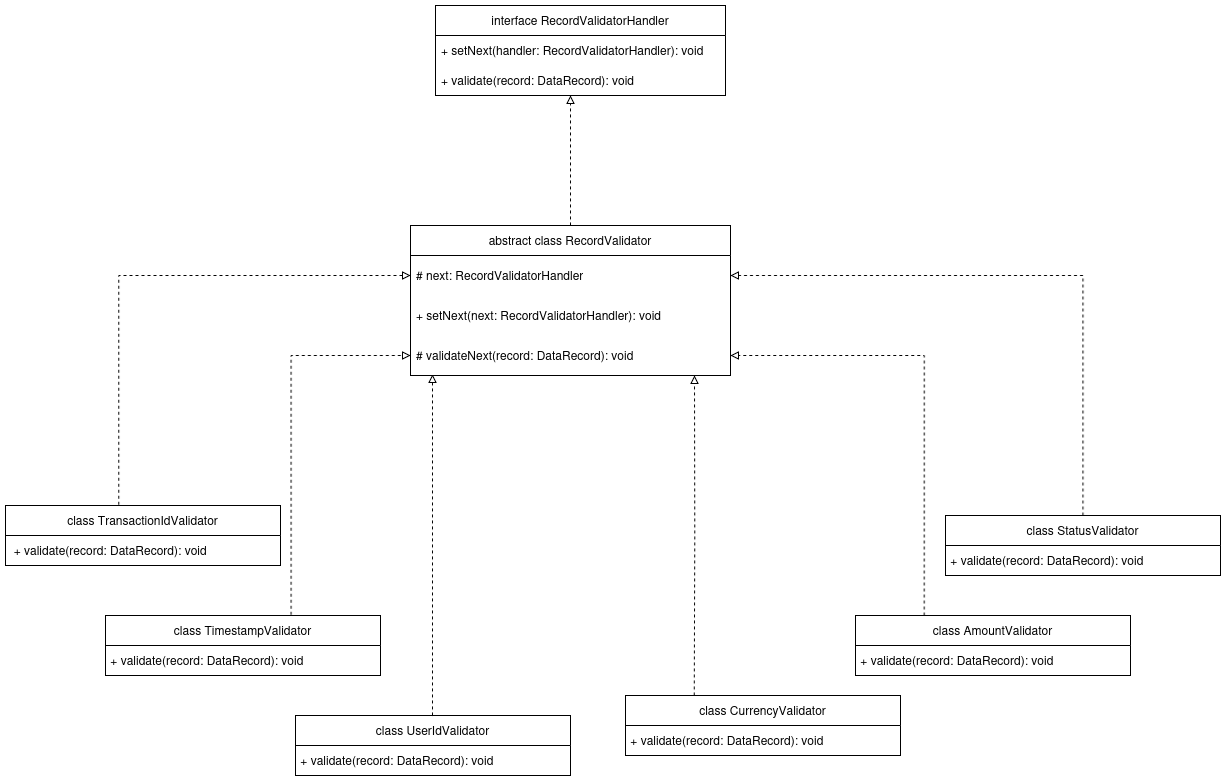 interface RecordValidatorHandler
+ setNext(handler: RecordValidatorHandler): void
+ validate(record: DataRecord): void
abstract class RecordValidator
# next: RecordValidatorHandler
+ setNext(next: RecordValidatorHandler): void
# validateNext(record: DataRecord): void
class TransactionIdValidator
+ validate(record: DataRecord): void
class StatusValidator
+ validate(record: DataRecord): void
class TimestampValidator
+ validate(record: DataRecord): void
class AmountValidator
+ validate(record: DataRecord): void
class UserIdValidator
+ validate(record: DataRecord): void
class CurrencyValidator
+ validate(record: DataRecord): void